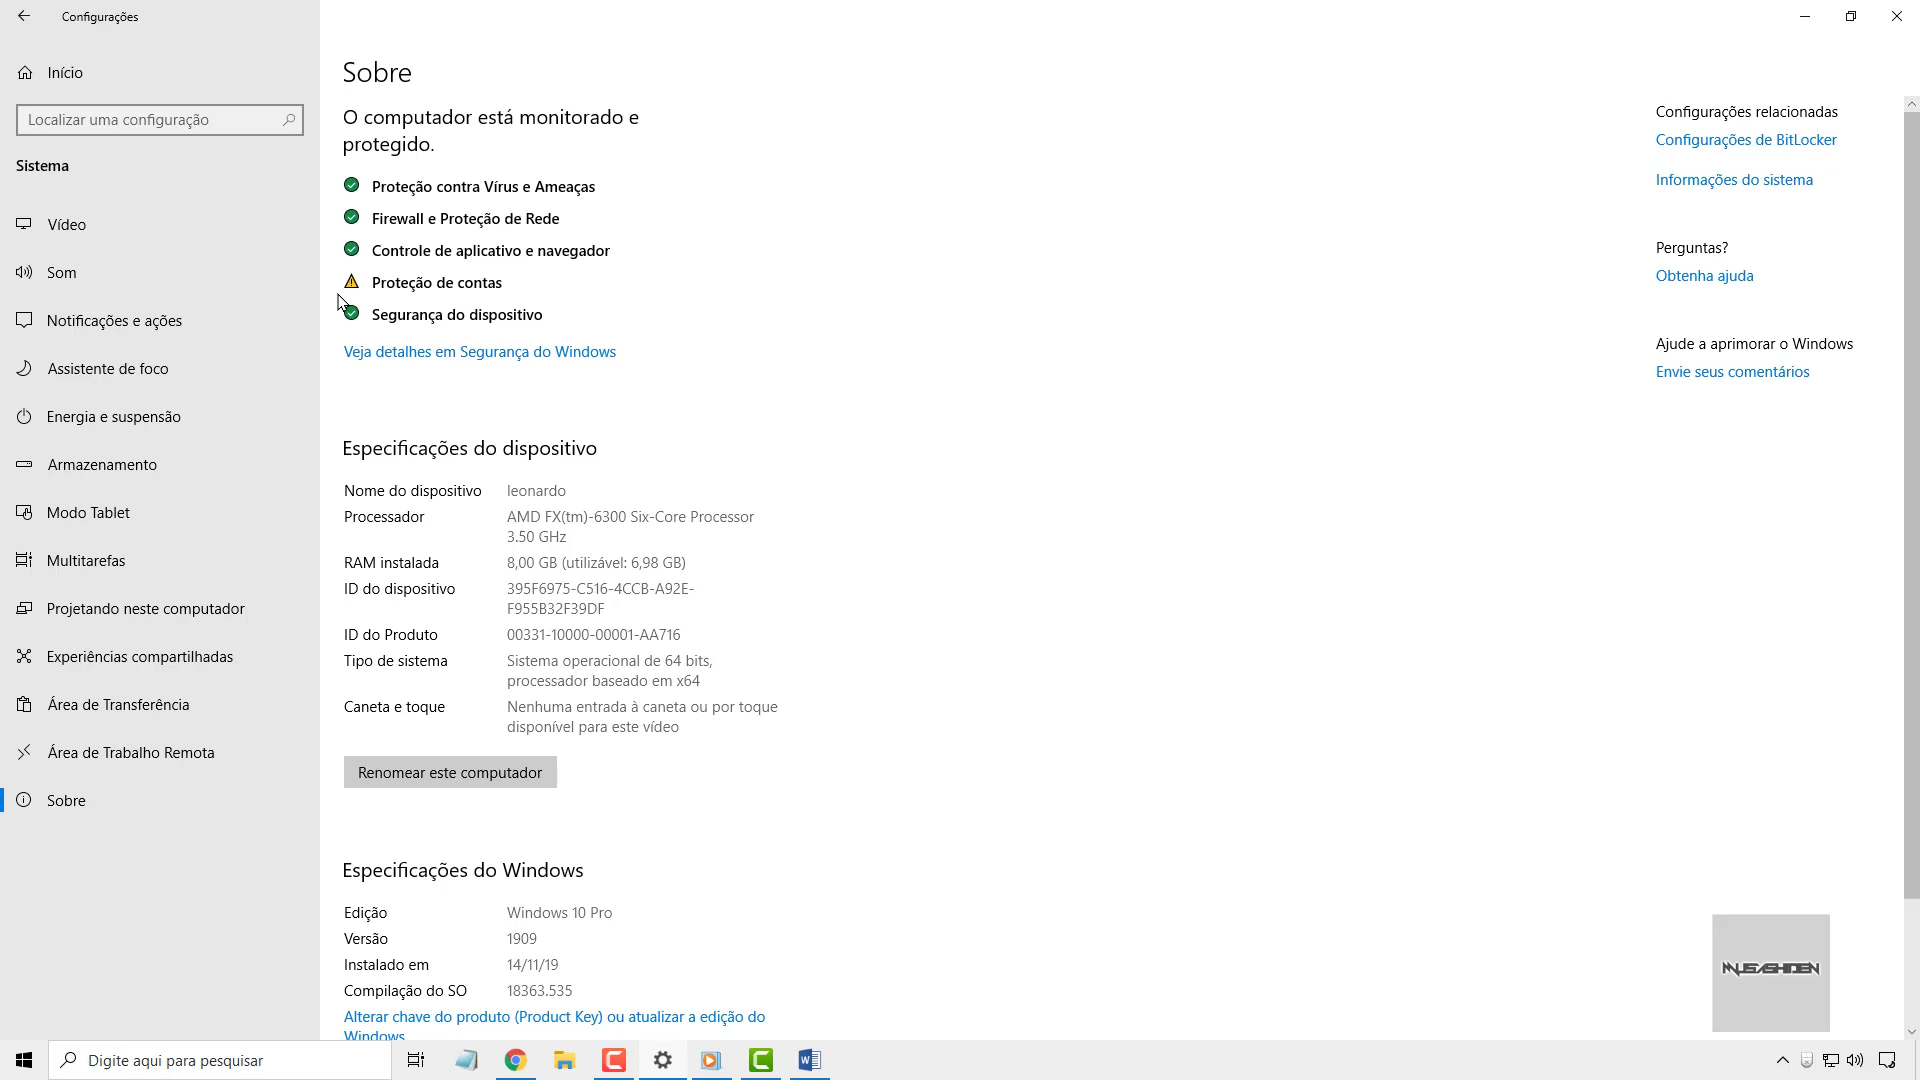 Configurações
Início
Localizar uma configuração
Sistema
Vídeo
Som
Notificações e ações
Assistente de foco
Energia e suspensão
Armazenamento
Modo Tablet
Multitarefas
Projetando neste computador
Experiências compartilhadas
Área de Transferência
Área de Trabalho Remota
Sobre
Sobre
O computador está monitorado e
protegido.
Proteção contra Vírus e Ameaças
Firewall e Proteção de Rede
Controle de aplicativo e navegador
Proteção de contas
Segurança do dispositivo
Veja detalhes em Segurança do Windows
Especificações do dispositivo
Nome do dispositivo leonardo
Processador AMD FX(tm)-6300 Six-Core Processor
3.50 GHz
RAM instalada 8,00 GB (utilizável: 6,98 GB)
ID do dispositivo 395F6975-C516-4CCB-A92E-
F955B32F39DF
ID do Produto 00331-10000-00001-AA716
Tipo de sistema Sistema operacional de 64 bits,
processador baseado em x64
Caneta e toque Nenhuma entrada à caneta ou por toque
disponível para este vídeo
Renomear este computador
Especificações do Windows
Edição Windows 10 Pro
Versão 1909
Instalado em 14/11/19
Compilação do SO 18363.535
Alterar chave do produto (Product Key) ou atualizar a edição do
Windows
Configurações relacionadas
Configurações de BitLocker
Informações do sistema
Perguntas?
Obtenha ajuda
Ajude a aprimorar o Windows
Envie seus comentários
Digite aqui para pesquisar